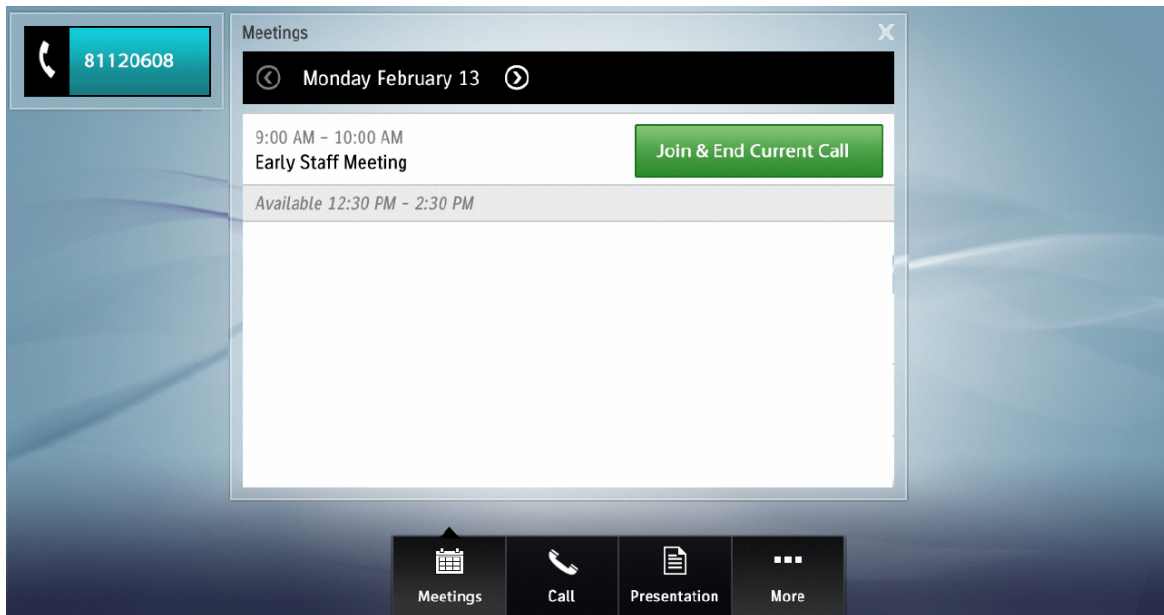 81120608
Meetings
X
Monday February 13
9:00 AM – 10:00 AM
Early Staff Meeting
Join & End Current Call
Available 12:30 PM – 2:30 PM
Meetings
Call
Presentation
More